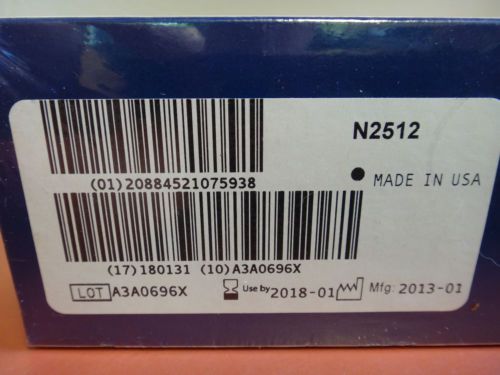 N2512
(01)20884521075938
MADE IN USA
(17)180131 (10)A3A0696X
LOT A3A0696X Use by 2018-01 Mfg: 2013-01